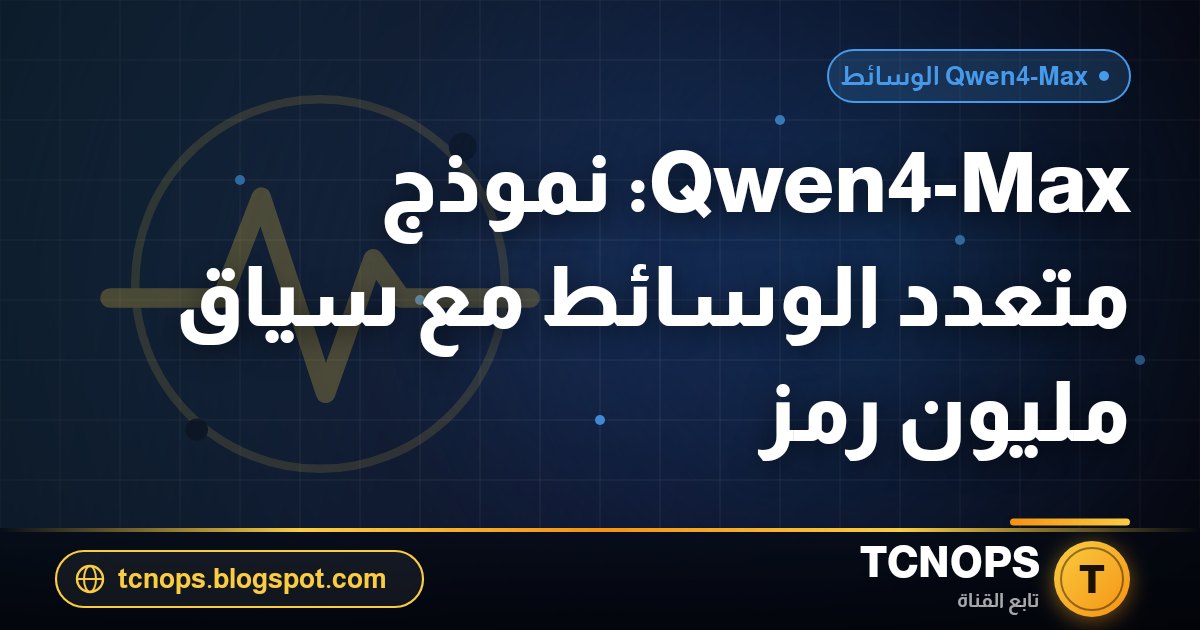 Qwen4-Max الوسائط
Qwen4-Max: نموذج
متعدد الوسائط مع سياق
مليون رمز
TCNOPS
تابع القناة
T
tcnops.blogspot.com